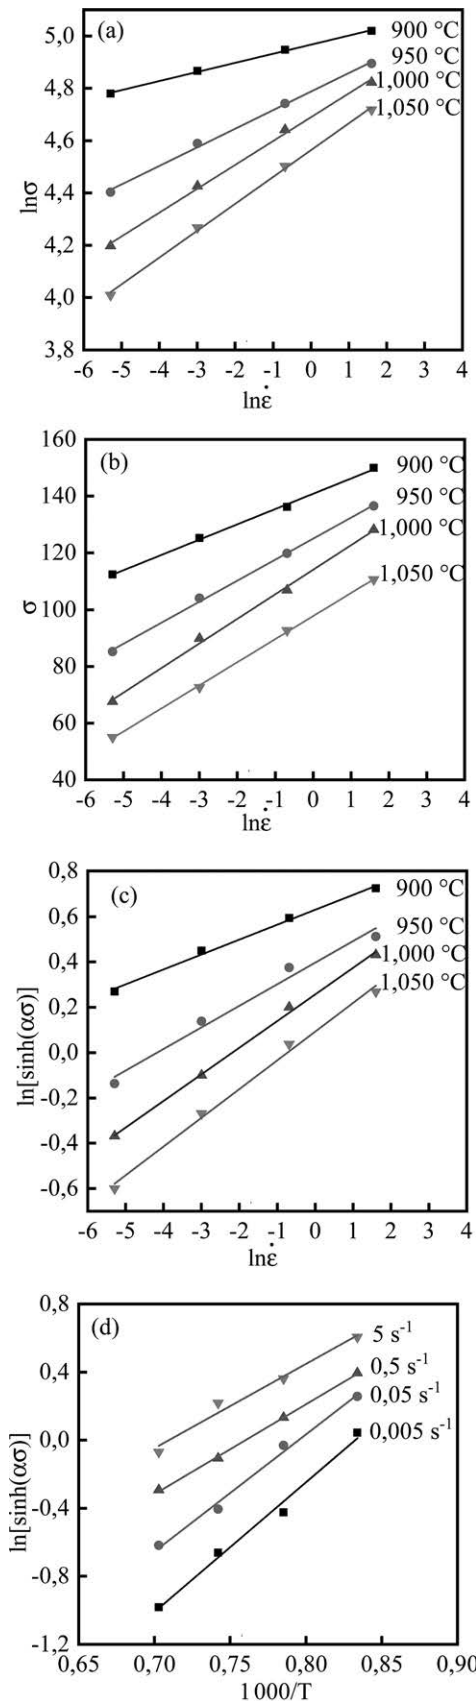 (a)
900 °C
950 °C
1,000 °C
1,050 °C
5,0
4,8
4,6
4,4
4,2
4,0
3,8
lnσ
-6 -5 -4 -3 -2 -1 0 1 2 3 4
lnε̇
(b)
900 °C
950 °C
1,000 °C
1,050 °C
160
140
120
100
80
60
40
σ
-6 -5 -4 -3 -2 -1 0 1 2 3 4
lnε̇
(c)
900 °C
950 °C
1,000 °C
1,050 °C
0,8
0,6
0,4
0,2
0,0
-0,2
-0,4
-0,6
ln[sinh(ασ)]
-6 -5 -4 -3 -2 -1 0 1 2 3 4
lnε̇
(d)
5 s⁻¹
0,5 s⁻¹
0,05 s⁻¹
0,005 s⁻¹
0,8
0,4
0,0
-0,4
-0,8
-1,2
ln[sinh(ασ)]
0,65 0,70 0,75 0,80 0,85 0,90
1000/T